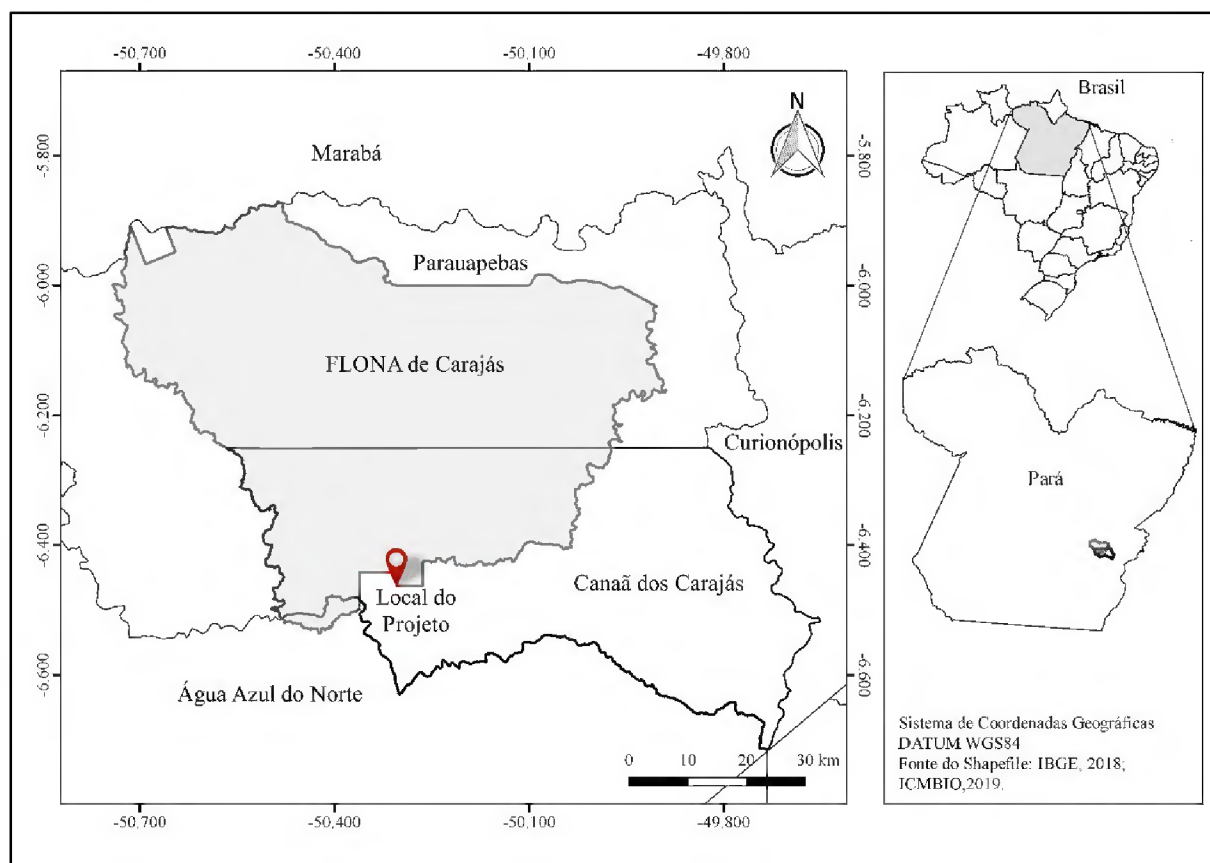 -50,700 -50,400 -50,100 -49,800
Brasil
N
Marabá
-5.800 -5.800
Parauapebas
-6.000 -6.000
FLONA de Carajás
-6.200 -6.200
Curionópolis
Pará
-6.400 -6.400
Canaã dos Carajás
Local do
Projeto
-6.600 -6.600
Água Azul do Norte
0 10 20 30 km
-50,700 -50,400 -50,100 -49,800
Sistema de Coordenadas Geográficas
DATUM WGS84
Fonte do Shapefile: IBGE, 2018;
ICMBIO,2019.